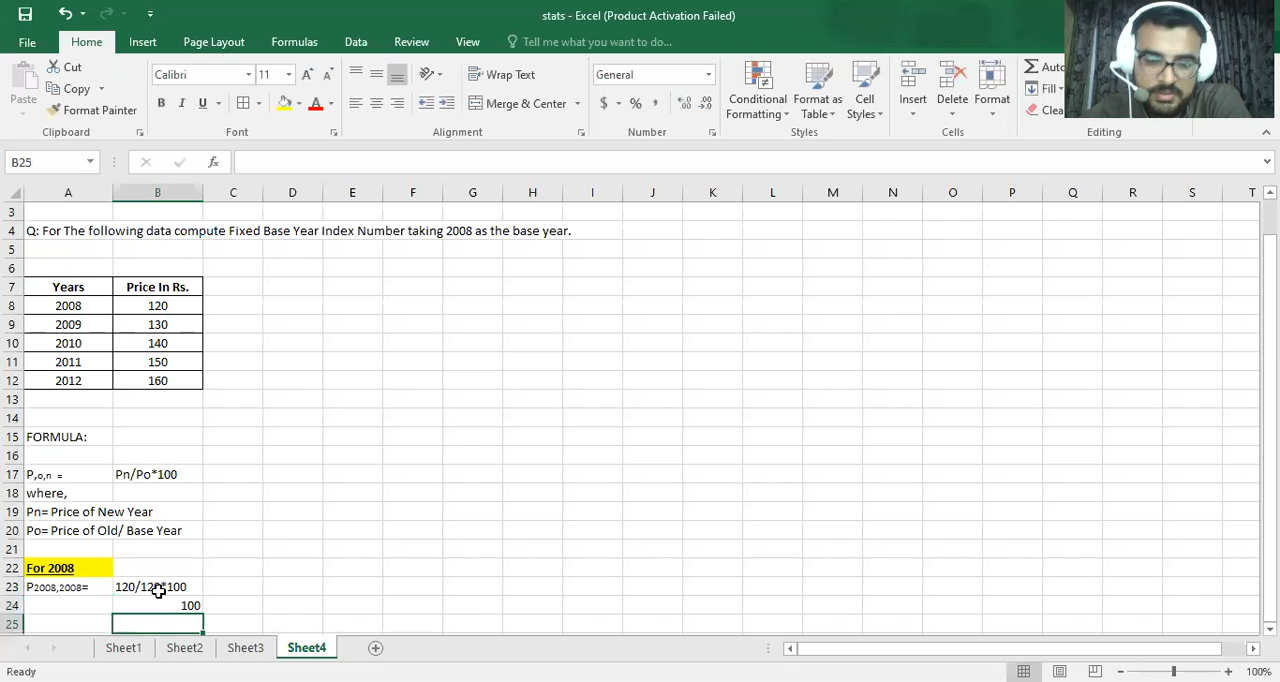 stats - Excel (Product Activation Failed)
File Home Insert Page Layout Formulas Data Review View Tell me what you want to do...
Paste Cut Copy Format Painter
Calibri 11 General
Wrap Text
Merge & Center
Conditional Formatting Format as Table Cell Styles
Insert Delete Format
Auto
Fill
Clea
Clipboard Font Alignment Number Styles Cells Editing
B25
A B C D E F G H I J K L M N O P Q R S T
3
4 Q: For The following data compute Fixed Base Year Index Number taking 2008 as the base year.
5
6
7 Years Price In Rs.
8 2008 120
9 2009 130
10 2010 140
11 2011 150
12 2012 160
13
14
15 FORMULA:
16
17 P,o,n = Pn/Po*100
18 where,
19 Pn= Price of New Year
20 Po= Price of Old/ Base Year
21
22 For 2008
23 P2008,2008= 120/120*100
24 100
25
Sheet1 Sheet2 Sheet3 Sheet4
Ready 100%